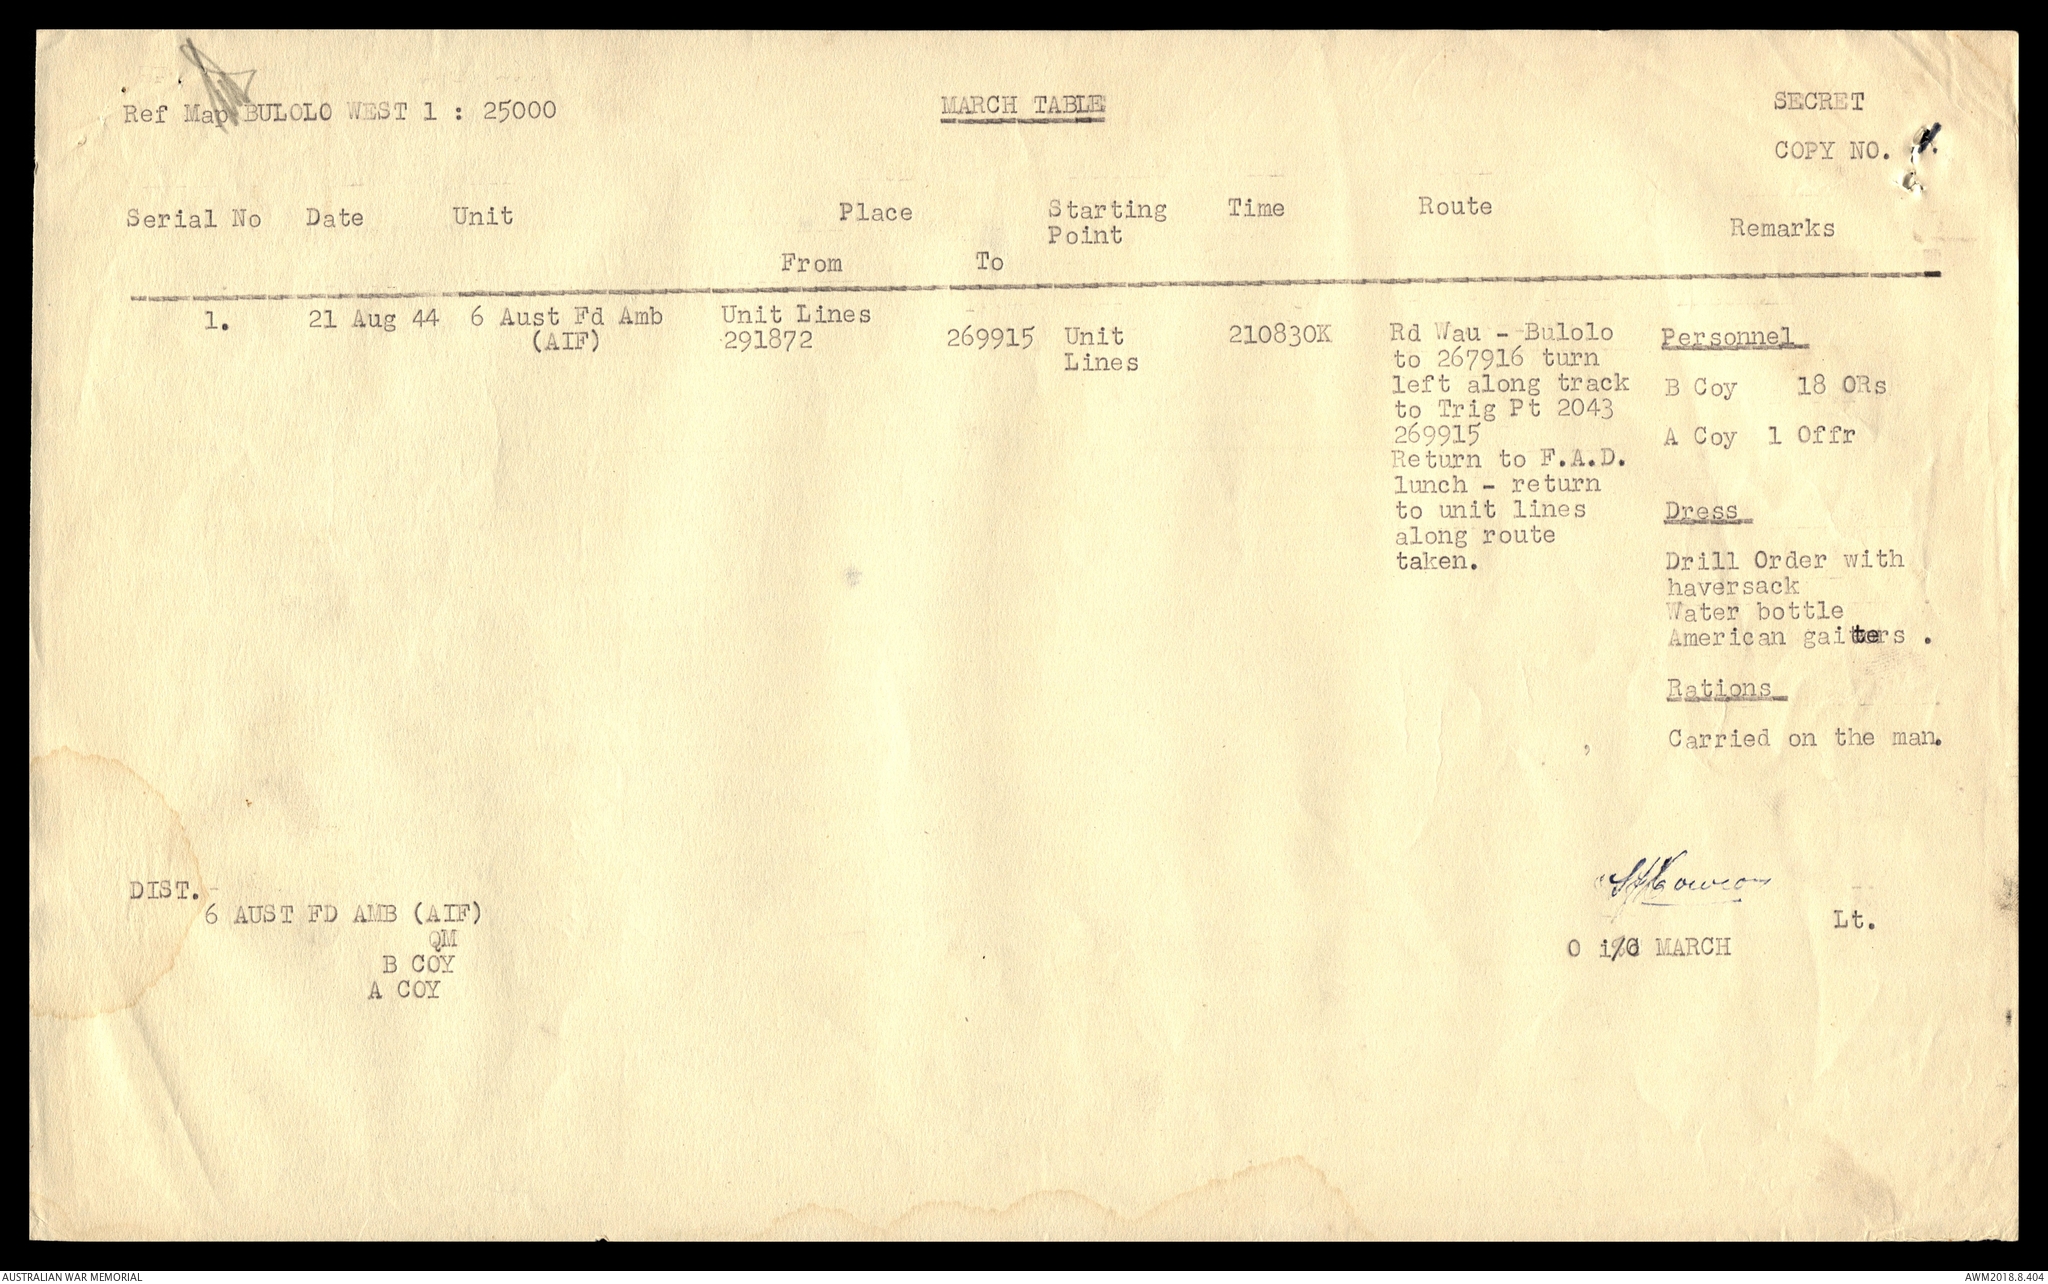 Ref Map BULOLO WEST 1 : 25000
MARCH TABLE
SECRET
COPY NO.
Serial No Date Unit Place Starting Point Time Route Remarks
From To
1. 21 Aug 44 6 Aust Fd Amb (AIF)
Unit Lines
291872
269915
Unit
Lines
210830K
Rd Wau - Bulolo
to 267916 turn
left along track
to Trig Pt 2043
269915
Return to F.A.D.
lunch - return
to unit lines
along route
taken.
Personnel
B Coy 18 ORs
A Coy 1 Offr
Dress
Drill Order with
haversack
Water bottle
American gaiters .
Rations
Carried on the man.
DIST.
6 AUST FD AMB (AIF)
QM
B COY
A COY
Lt.
O i/C MARCH
AUSTRALIAN WAR MEMORIAL
AWM2018.8.404